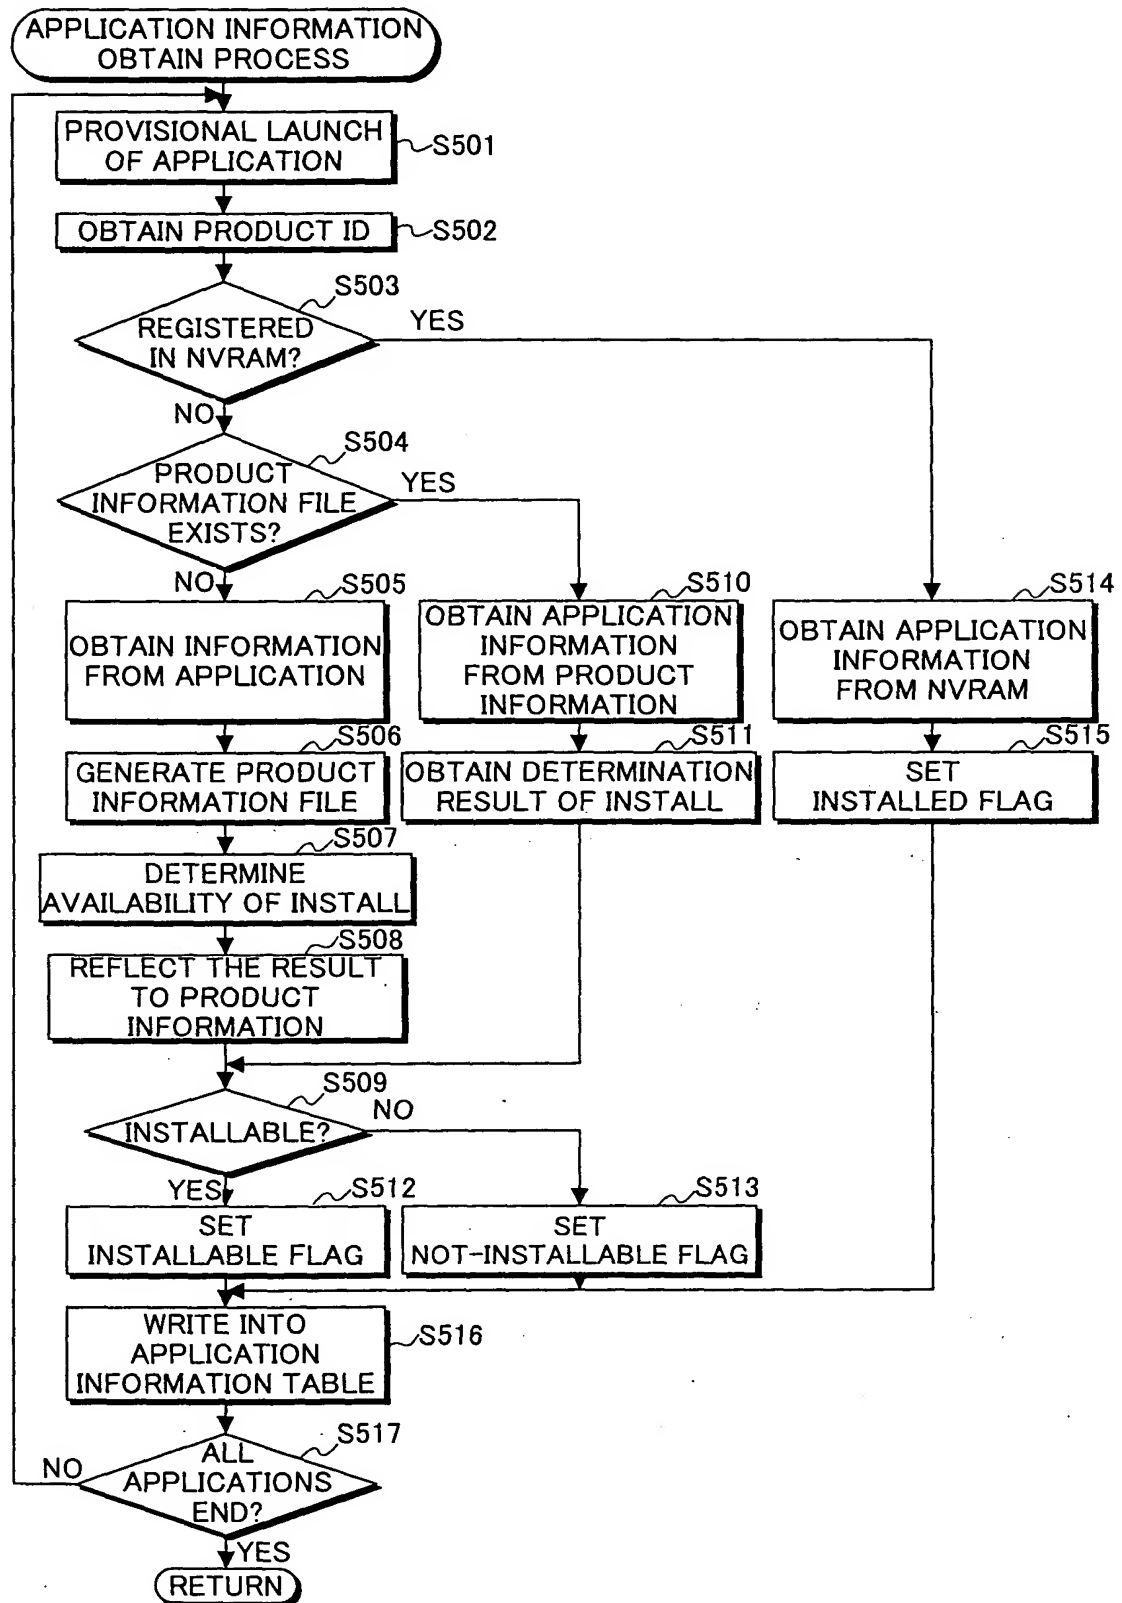 APPLICATION INFORMATION
OBTAIN PROCESS
PROVISIONAL LAUNCH
OF APPLICATION
S501
OBTAIN PRODUCT ID
S502
S503
REGISTERED
IN NVRAM?
YES
NO
S504
PRODUCT
INFORMATION FILE
EXISTS?
YES
NO
S505
OBTAIN INFORMATION
FROM APPLICATION
S510
OBTAIN APPLICATION
INFORMATION
FROM PRODUCT
INFORMATION
S514
OBTAIN APPLICATION
INFORMATION
FROM NVRAM
S506
GENERATE PRODUCT
INFORMATION FILE
S511
OBTAIN DETERMINATION
RESULT OF INSTALL
S515
SET
INSTALLED FLAG
S507
DETERMINE
AVAILABILITY OF INSTALL
S508
REFLECT THE RESULT
TO PRODUCT
INFORMATION
S509
INSTALLABLE?
NO
YES
S512
SET
INSTALLABLE FLAG
S513
SET
NOT-INSTALLABLE FLAG
WRITE INTO
APPLICATION
INFORMATION TABLE
S516
S517
ALL
APPLICATIONS
END?
NO
YES
RETURN